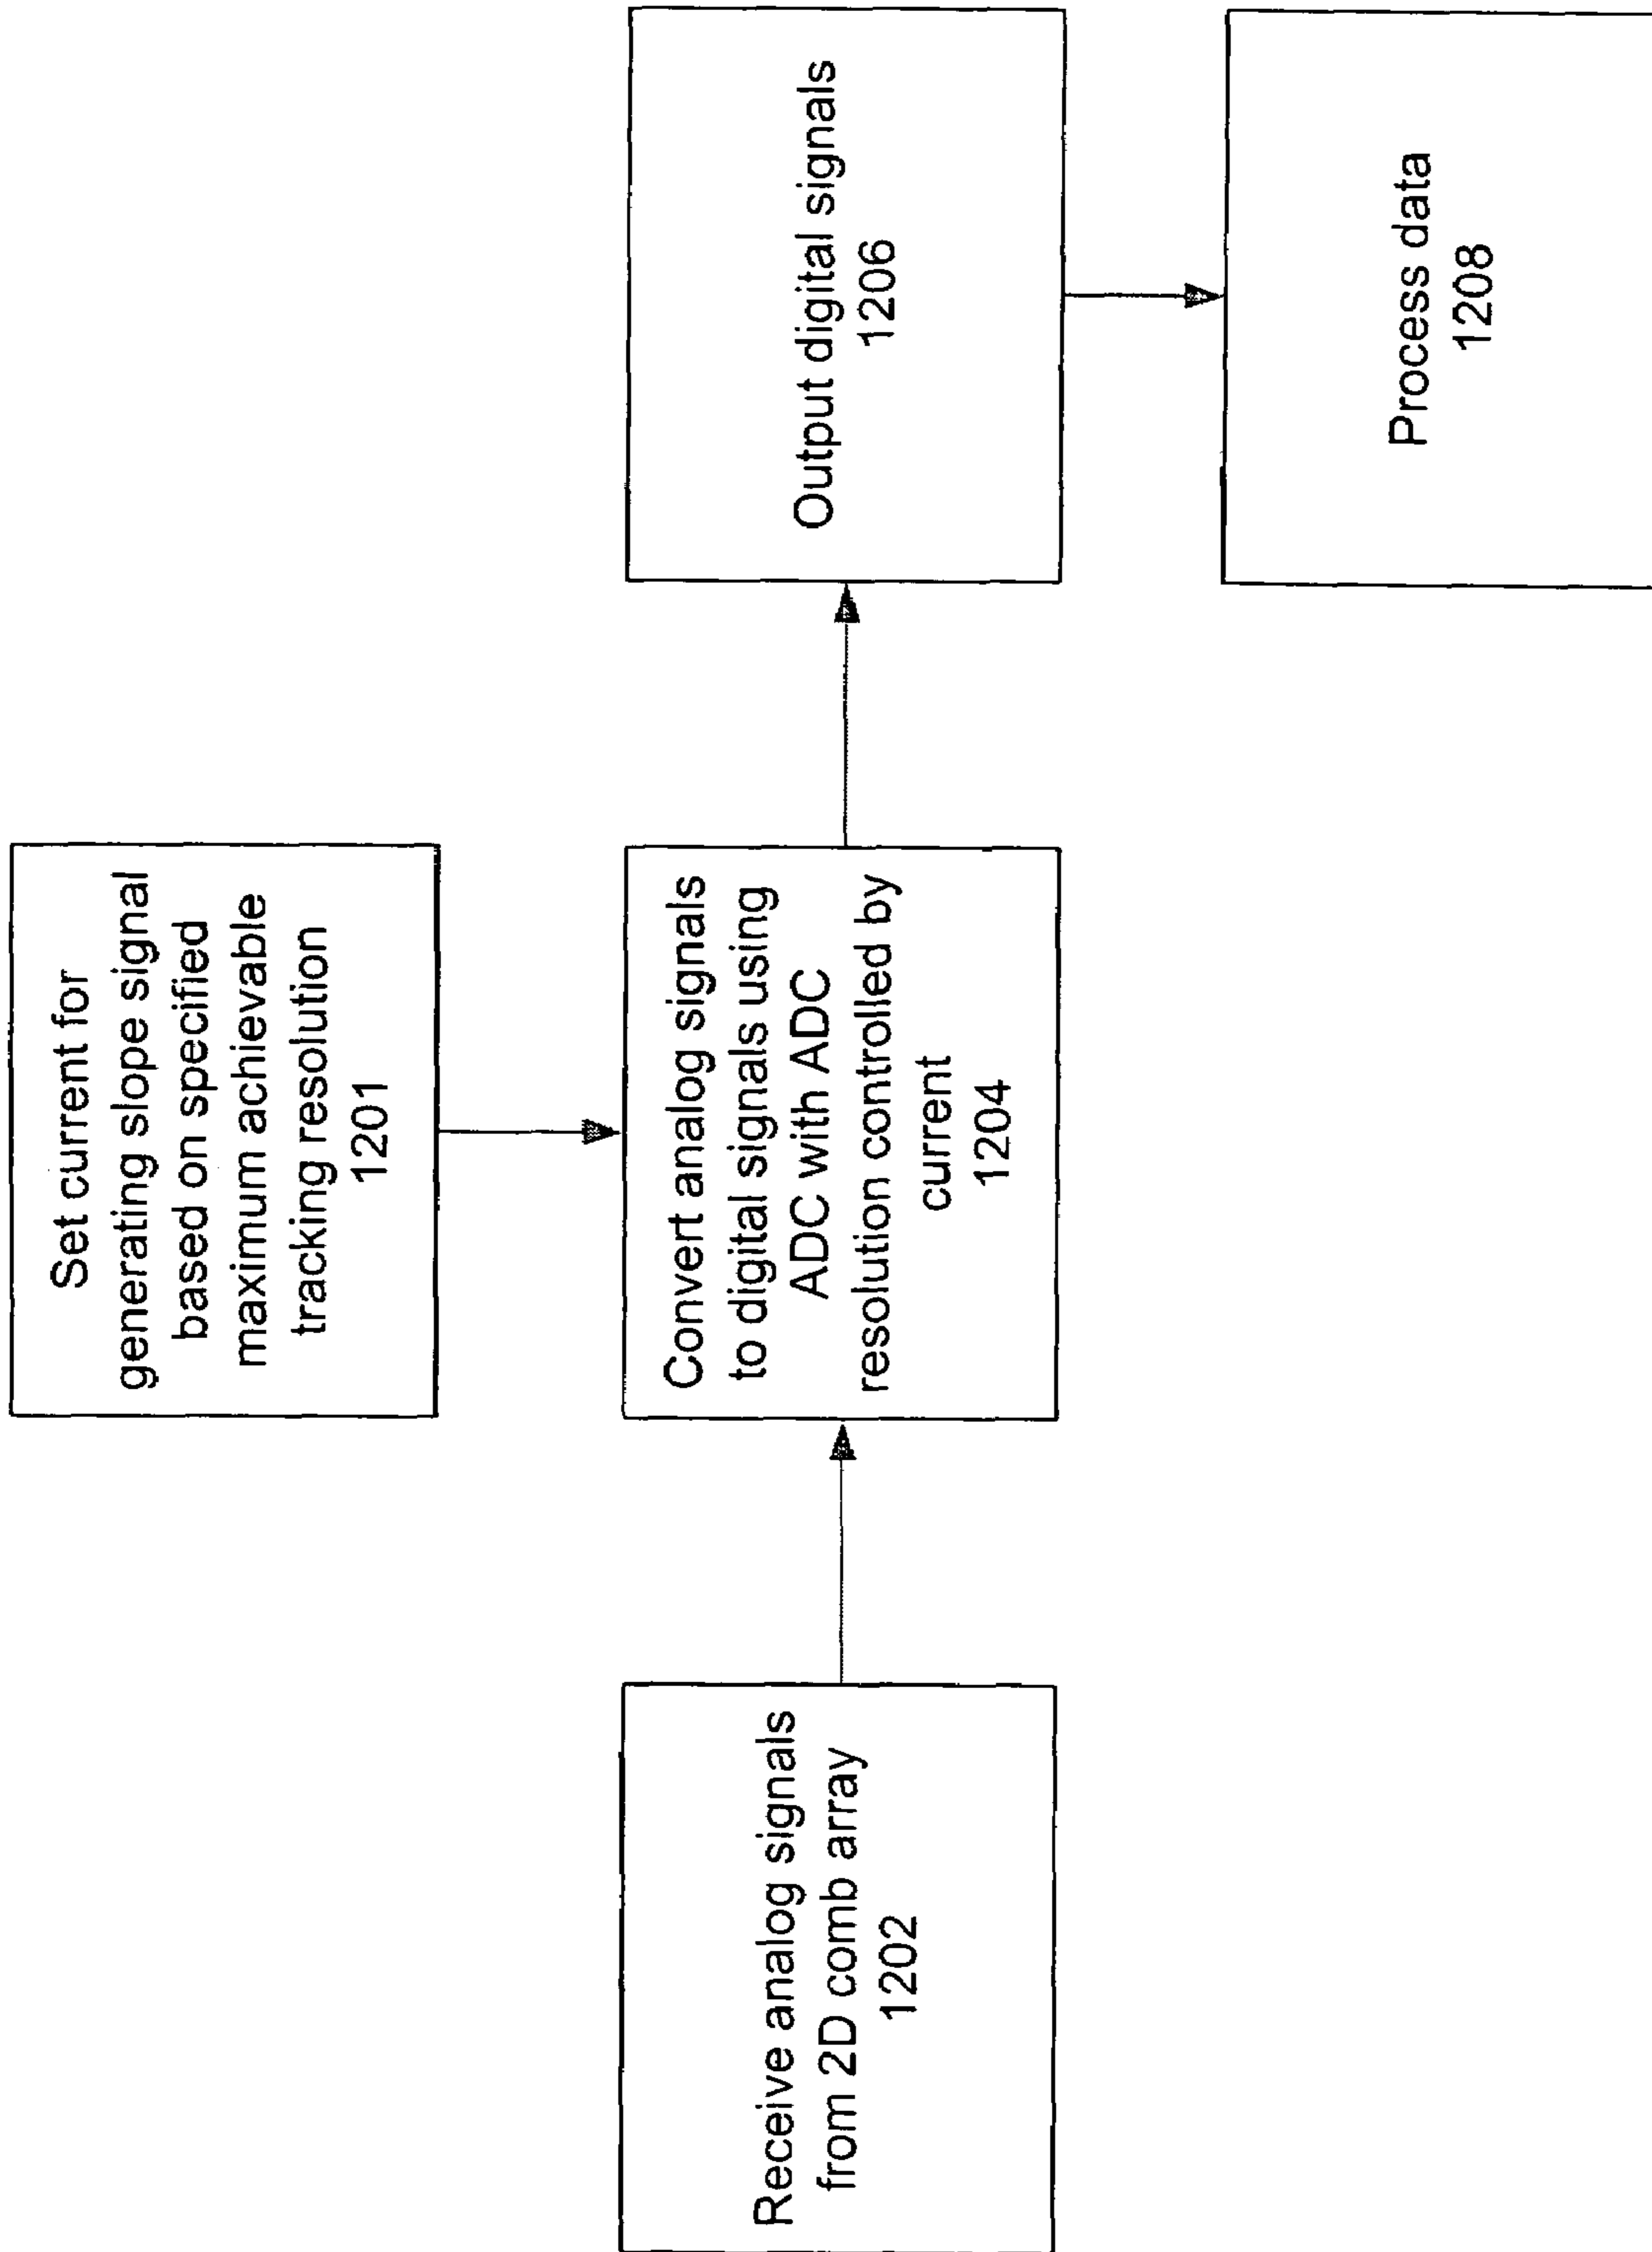 Set current for
generating slope signal
based on specified
maximum achievable
tracking resolution
1201
Receive analog signals
from 2D comb array
1202
Convert analog signals
to digital signals using
ADC with ADC
resolution controlled by
current
1204
Output digital signals
1206
Process data
1208